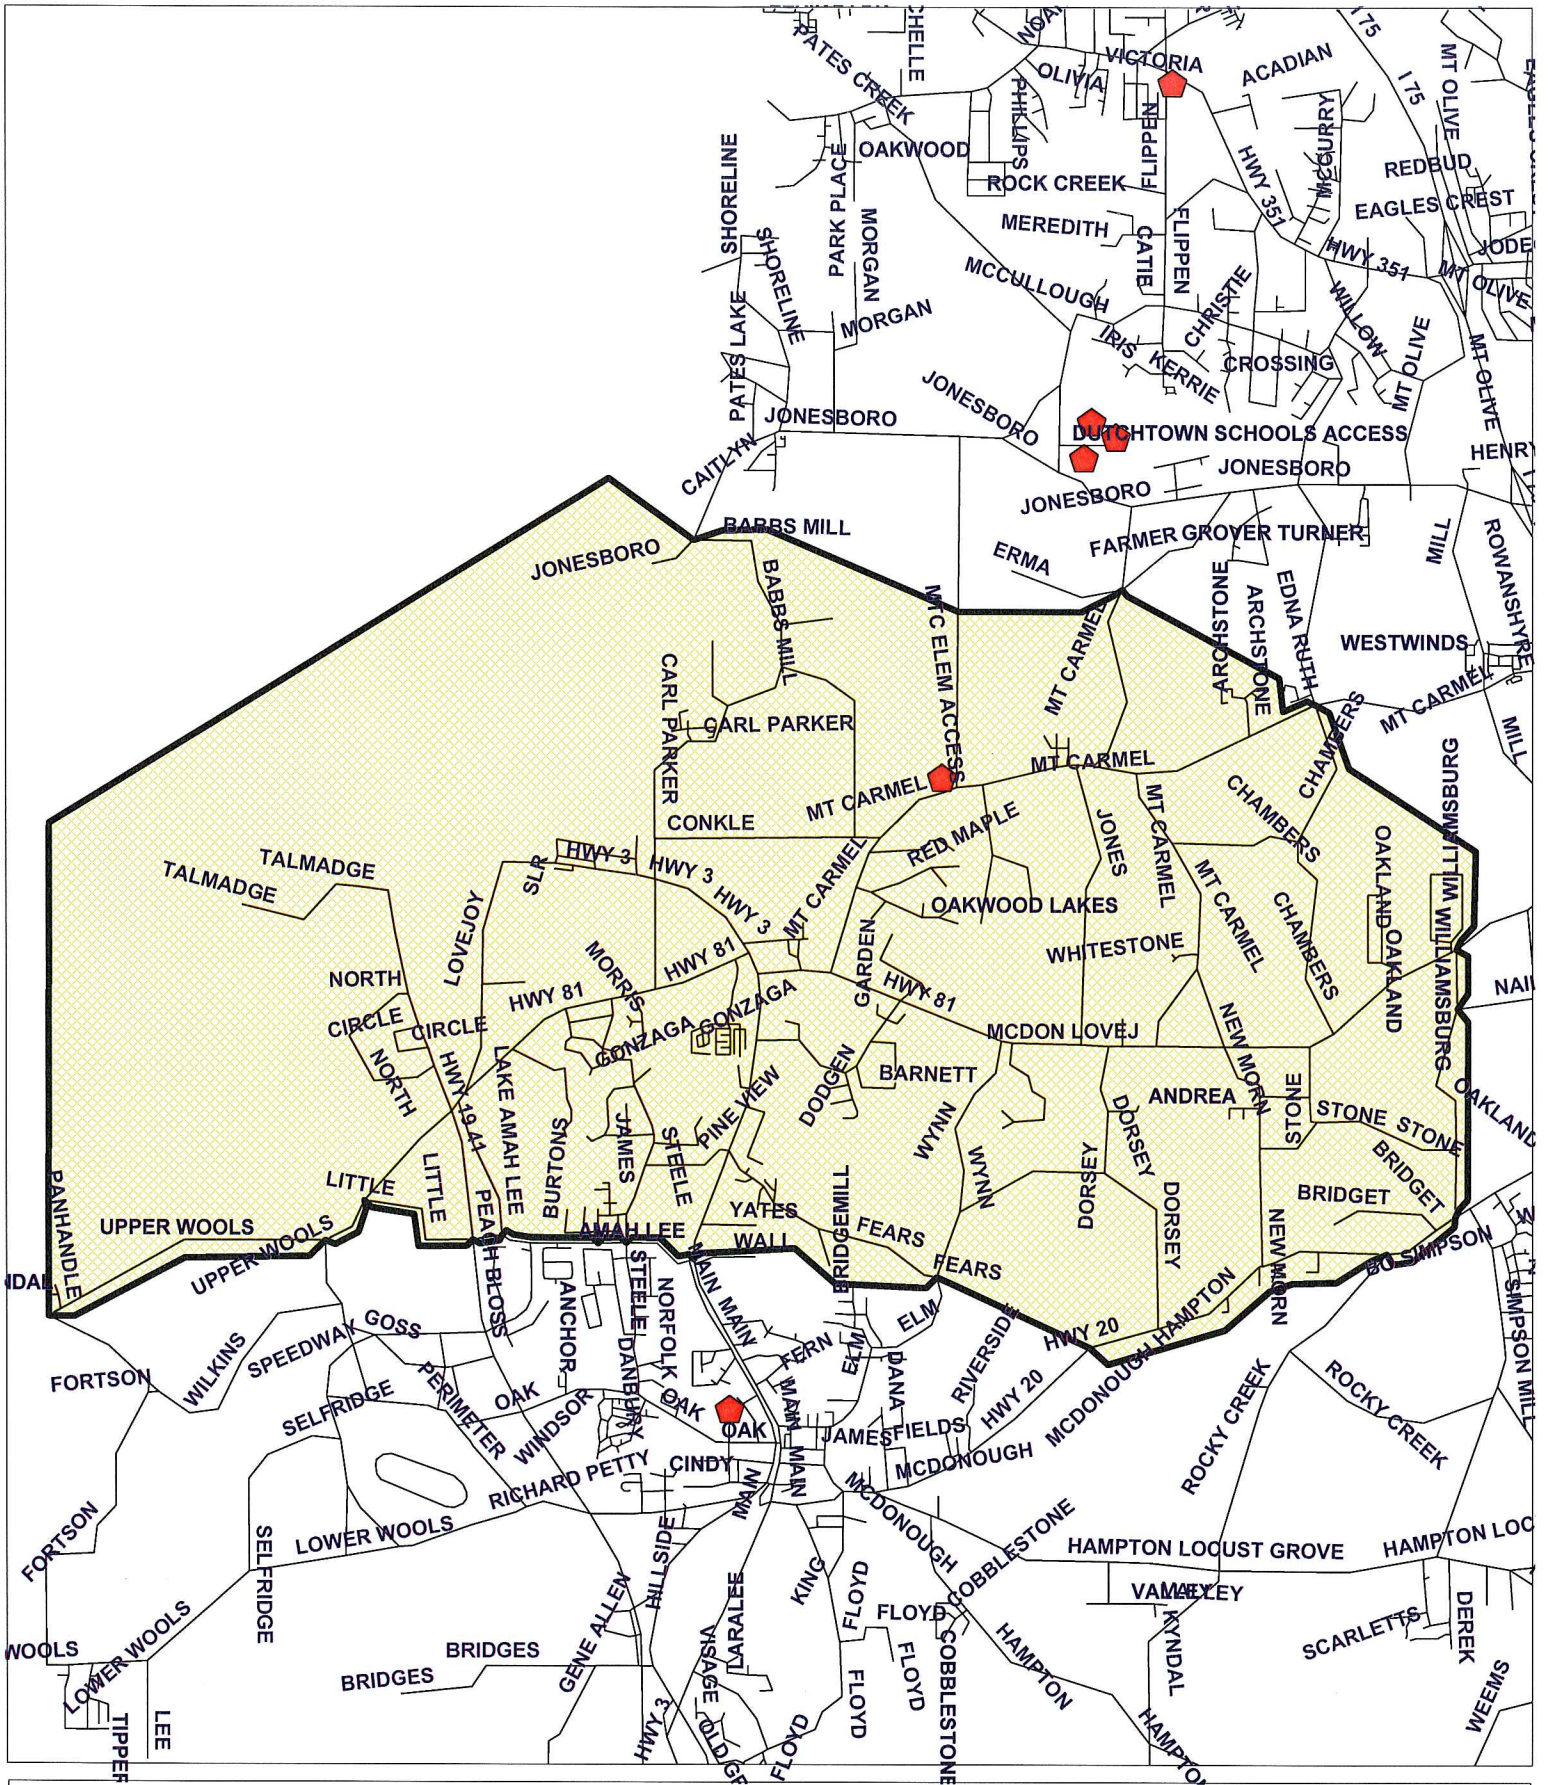 CHELLE
I 75
VICTORIA
ACADIAN
PATES CREEK
OLIVIA
I 75
MT OLIVE
PHILLIPS
FLIPPEN
MCCURRY
OAKWOOD
HWY 351
REDBUD
SHORELINE
PARK PLACE
ROCK CREEK
EAGLES CREST
MORGAN
MEREDITH
CATIE
FLIPPEN
HWY 351
SHORELINE
MCCULLOUGH
MT OLIVE
CHRISTIE
WILLOW
PATES LAKE
MORGAN
IRIS
KERRIE
CROSSING
MT OLIVE
MT OLIVE
JONESBORO
JONESBORO
DUTCHTOWN SCHOOLS ACCESS
CAITLYN
JONESBORO
HENRY
JONESBORO
BABBS MILL
FARMER
GROVER TURNER
MILL
ROWANSHYRE
JONESBORO
ERMA
BABBS MILL
MTC ELEM ACCESS
MT CARMEL
ARCHSTONE
ARCHSTONE
EDNA RUTH
WESTWINDS
CARL PARKER
MT CARMEL
CARL PARKER
CHAMBERS
MILL
MT CARMEL
MT CARMEL
WILLIAMSBURG
CONKLE
RED MAPLE
JONES
MT CARMEL
CHAMBERS
TALMADGE
TALMADGE
SLR
HWY 3
HWY 3
HWY 3
MT CARMEL
OAKWOOD LAKES
MT CARMEL
CHAMBERS
OAKLAND
OAKLAND
WILLIAMSBURG
LOVEJOY
WHITESTONE
NORTH
MORRIS
HWY 81
GARDEN
HWY 81
HWY 81
CIRCLE
CIRCLE
GONZAGA
GONZAGA
MCDON LOVEJ
NEW MORN
NORTH
HWY 19 41
LAKE AMAH LEE
DODGEN
BARNETT
ANDREA
STONE
STONE
STONE
OAKLAND
BURTONS
JAMES
STEELE
PINE VIEW
WYNN
WYNN
DORSEY
DORSEY
DORSEY
BRIDGET
BRIDGET
PANHANDLE
LITTLE
LITTLE
PEACH BLOSS
UPPER WOOLS
UPPER WOOLS
AMAH LEE
YATES
WALL
BRIDGEMILL
FEARS
FEARS
NEW MORN
BO SIMPSON
SIMPSON MILL
STEELE
MAIN
MAIN
ANCHOR
NORFOLK
ELM
ELM
RIVERSIDE
HWY 20
MCDONOUGH HAMPTON
FORTSON
WILKINS
SPEEDWAY
GOSS
PERIMETER
DANBURY
FERN
DANA
HWY 20
ROCKY CREEK
ROCKY CREEK
SELFRIDGE
OAK
WINDSOR
OAK
OAK
MAIN
JAMES
FIELDS
MCDONOUGH
CINDY
MAIN
MAIN
RICHARD PETTY
LOWER WOOLS
FORTSON
SELFRIDGE
HILLSIDE
MCDONOUGH
COBBLESTONE
HAMPTON LOCUST GROVE
HAMPTON LOC
KING
FLOYD
FLOYD
VALLEY
GENE ALLEN
LARALEE
VISAGE
FLOYD
COBBLESTONE
HAMPTON
KYNDAL
SCARLETTS
DEREK
WOOLS
LOWER WOOLS
BRIDGES
BRIDGES
FLOYD
WEEMS
TIPPER
LEE
HWY 3
FLOYD
HAMPTON